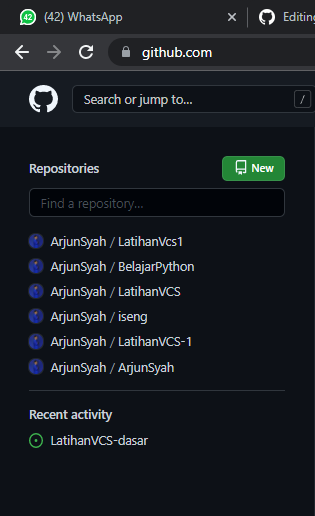 42
(42) WhatsApp
Editing
github.com
Search or jump to...
/
Repositories
New
Find a repository...
ArjunSyah / LatihanVcs1
ArjunSyah / BelajarPython
ArjunSyah / LatihanVCS
ArjunSyah / iseng
ArjunSyah / LatihanVCS-1
ArjunSyah / ArjunSyah
Recent activity
LatihanVCS-dasar